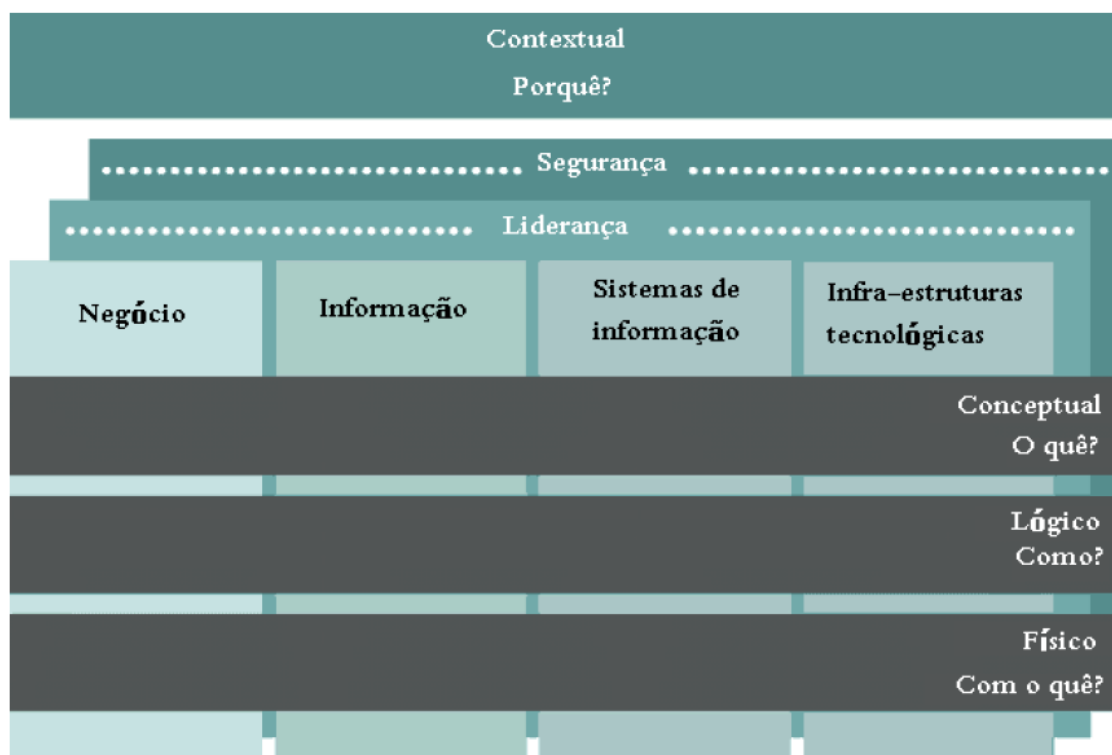 Contextual
Porquê?
Segurança
Liderança
Negócio
Informação
Sistemas de
informação
Infra-estruturas
tecnológicas
Conceptual
O quê?
Lógico
Como?
Físico
Com o quê?